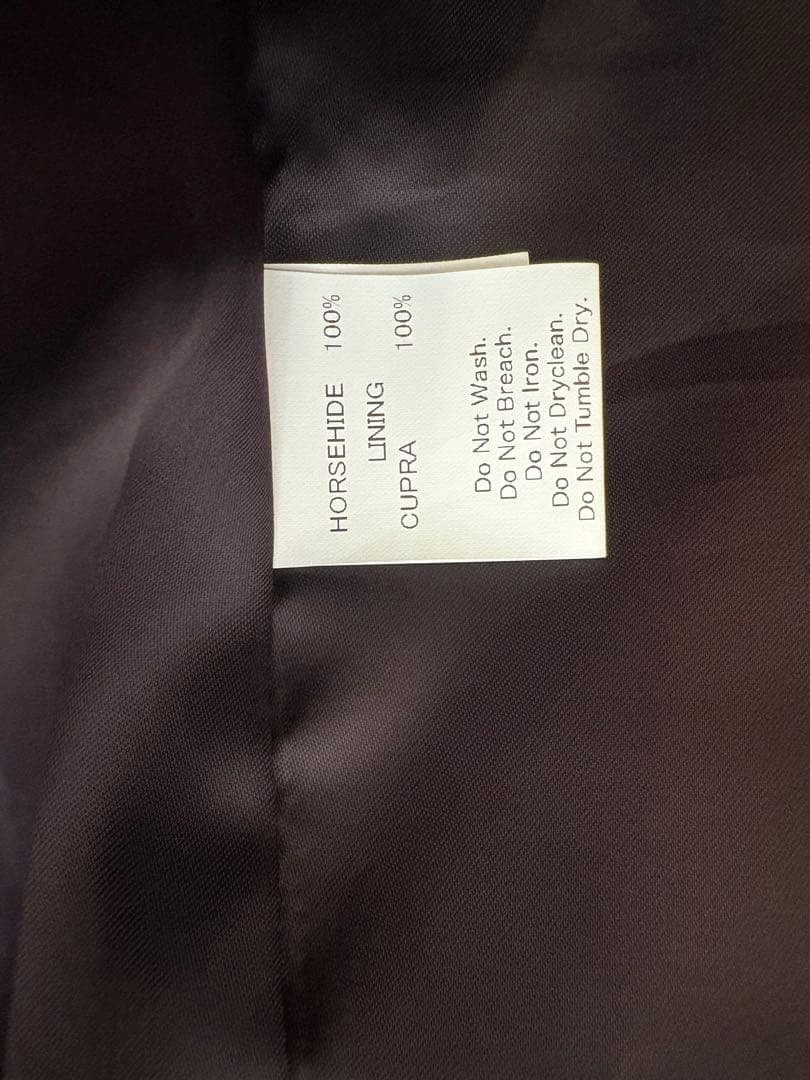 HORSEHIDE 100%
LINING
CUPRA 100%
Do Not Wash.
Do Not Breach.
Do Not Iron.
Do Not Dryclean.
Do Not Tumble Dry.